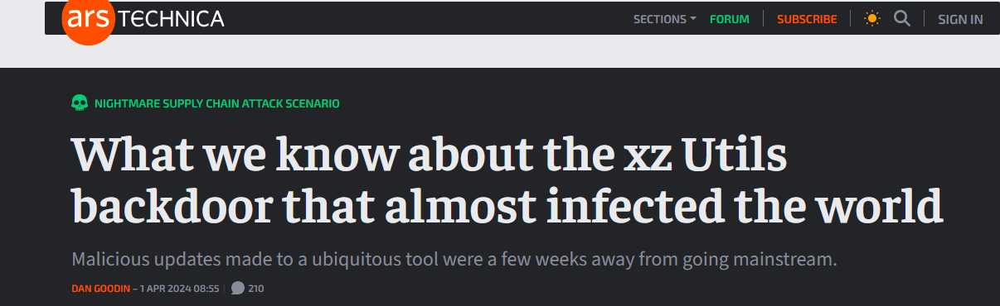 ars TECHNICA
SECTIONS FORUM SUBSCRIBE SIGN IN
NIGHTMARE SUPPLY CHAIN ATTACK SCENARIO
What we know about the xz Utils
backdoor that almost infected the world
Malicious updates made to a ubiquitous tool were a few weeks away from going mainstream.
DAN GOODIN – 1 APR 2024 08:55 | 210